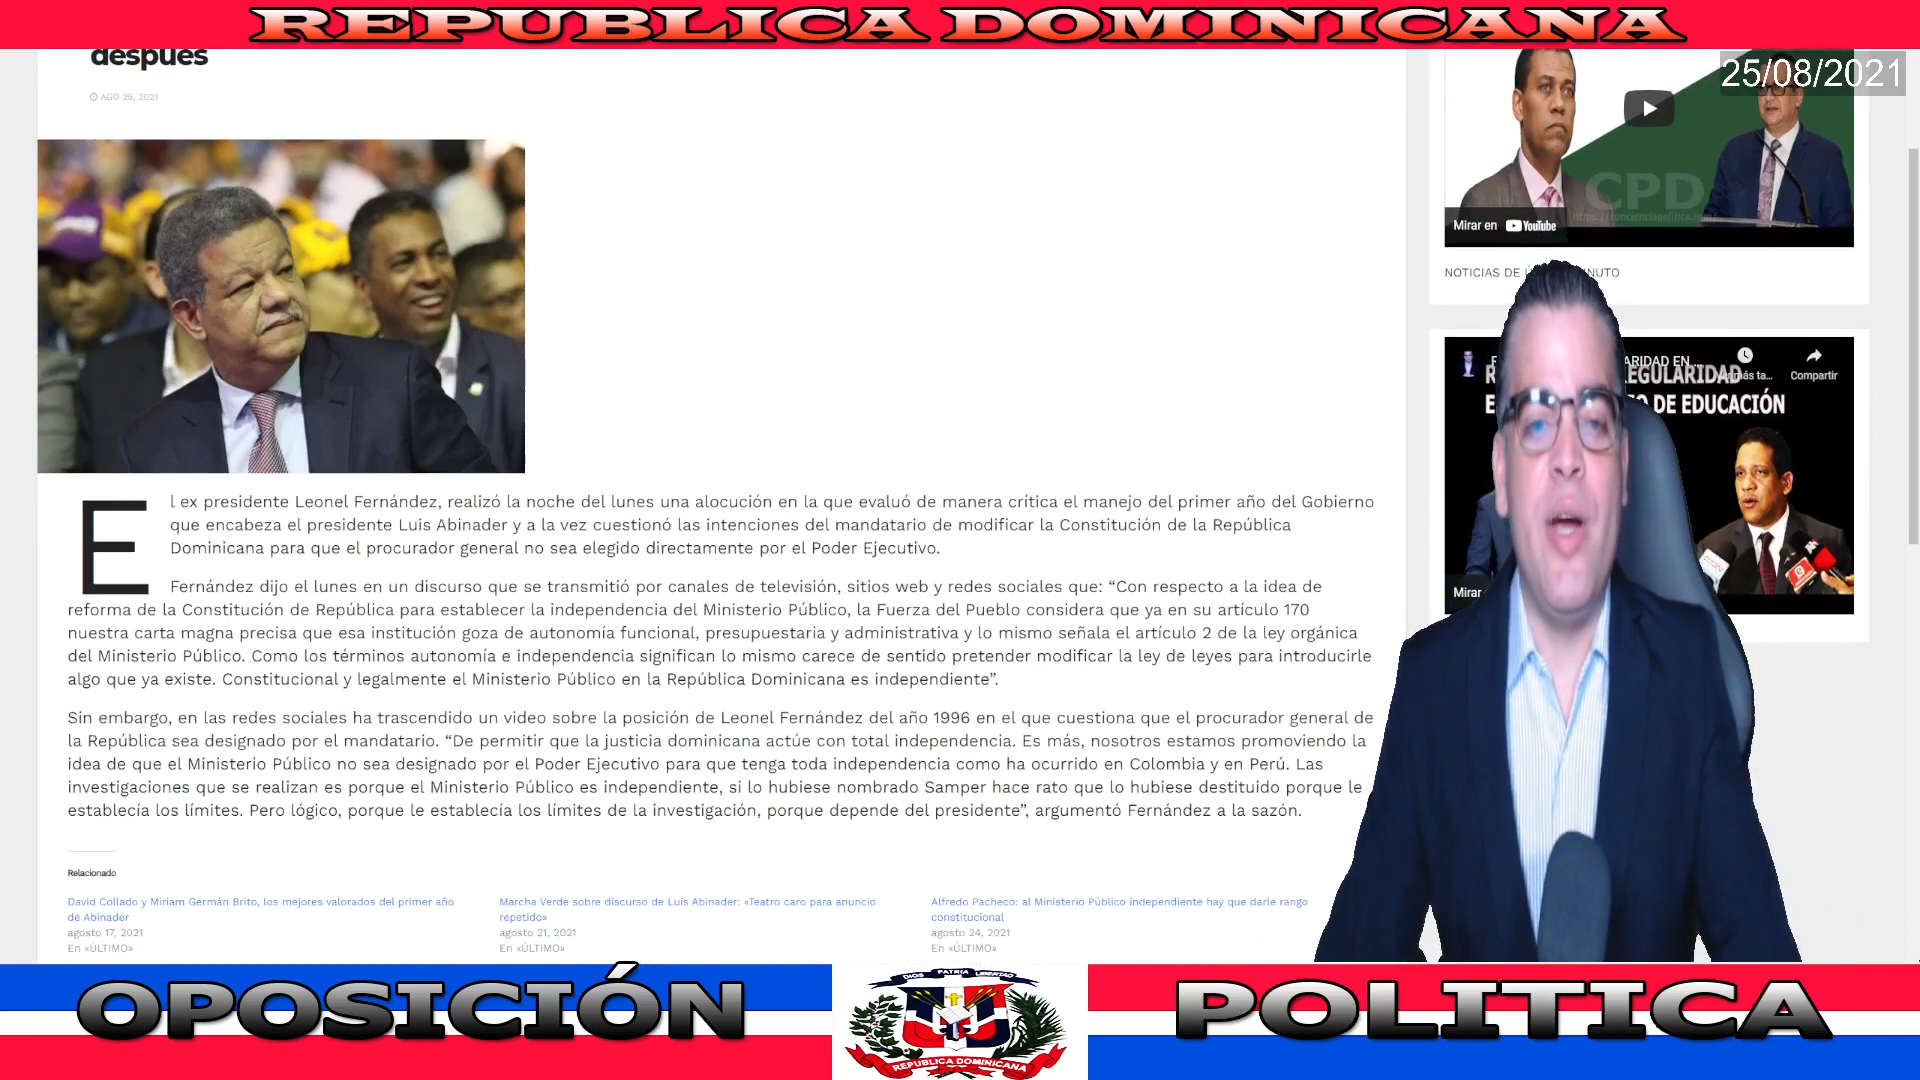 REPUBLICA DOMINICANA
despues
25/08/2021
AGO 25, 2021
CPD
https://concienciapolitica.com/
Mirar en YouTube
NOTICIAS DE
NUTO
ARIDAD EN ...
Compartir
REGULARIDAD
DE EDUCACIÓN
Mirar
El ex presidente Leonel Fernández, realizó la noche del lunes una alocución en la que evaluó de manera crítica el manejo del primer año del Gobierno
que encabeza el presidente Luis Abinader y a la vez cuestionó las intenciones del mandatario de modificar la Constitución de la República
Dominicana para que el procurador general no sea elegido directamente por el Poder Ejecutivo.
Fernández dijo el lunes en un discurso que se transmitió por canales de televisión, sitios web y redes sociales que: “Con respecto a la idea de
reforma de la Constitución de República para establecer la independencia del Ministerio Público, la Fuerza del Pueblo considera que ya en su artículo 170
nuestra carta magna precisa que esa institución goza de autonomía funcional, presupuestaria y administrativa y lo mismo señala el artículo 2 de la ley orgánica
del Ministerio Público. Como los términos autonomía e independencia significan lo mismo carece de sentido pretender modificar la ley de leyes para introducirle
algo que ya existe. Constitucional y legalmente el Ministerio Público en la República Dominicana es independiente”.
Sin embargo, en las redes sociales ha trascendido un video sobre la posición de Leonel Fernández del año 1996 en el que cuestiona que el procurador general de
la República sea designado por el mandatario. “De permitir que la justicia dominicana actúe con total independencia. Es más, nosotros estamos promoviendo la
idea de que el Ministerio Público no sea designado por el Poder Ejecutivo para que tenga toda independencia como ha ocurrido en Colombia y en Perú. Las
investigaciones que se realizan es porque el Ministerio Público es independiente, si lo hubiese nombrado Samper hace rato que lo hubiese destituido porque le
establecía los límites. Pero lógico, porque le establecía los límites de la investigación, porque depende del presidente”, argumentó Fernández a la sazón.
Relacionado
David Collado y Miriam Germán Brito, los mejores valorados del primer año
de Abinader
agosto 17, 2021
En «ÚLTIMO»
Marcha Verde sobre discurso de Luis Abinader: «Teatro caro para anuncio
repetido»
agosto 21, 2021
En «ÚLTIMO»
Alfredo Pacheco: al Ministerio Público independiente hay que darle rango
constitucional
agosto 24, 2021
En «ÚLTIMO»
OPOSICIÓN
DIOS PATRIA LIBERTAD
REPUBLICA DOMINICANA
POLITICA